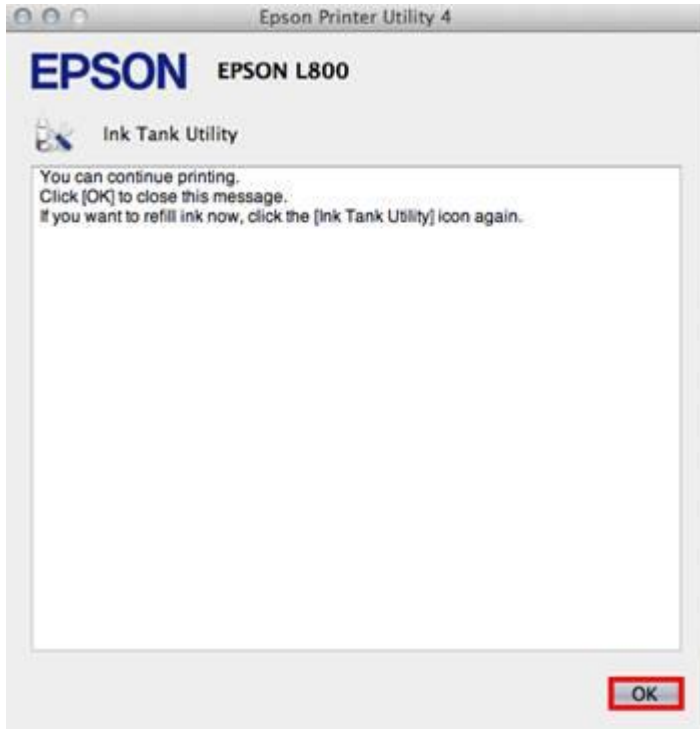 Epson Printer Utility 4
EPSON EPSON L800
Ink Tank Utility
You can continue printing.
Click [OK] to close this message.
If you want to refill ink now, click the [Ink Tank Utility] icon again.
OK